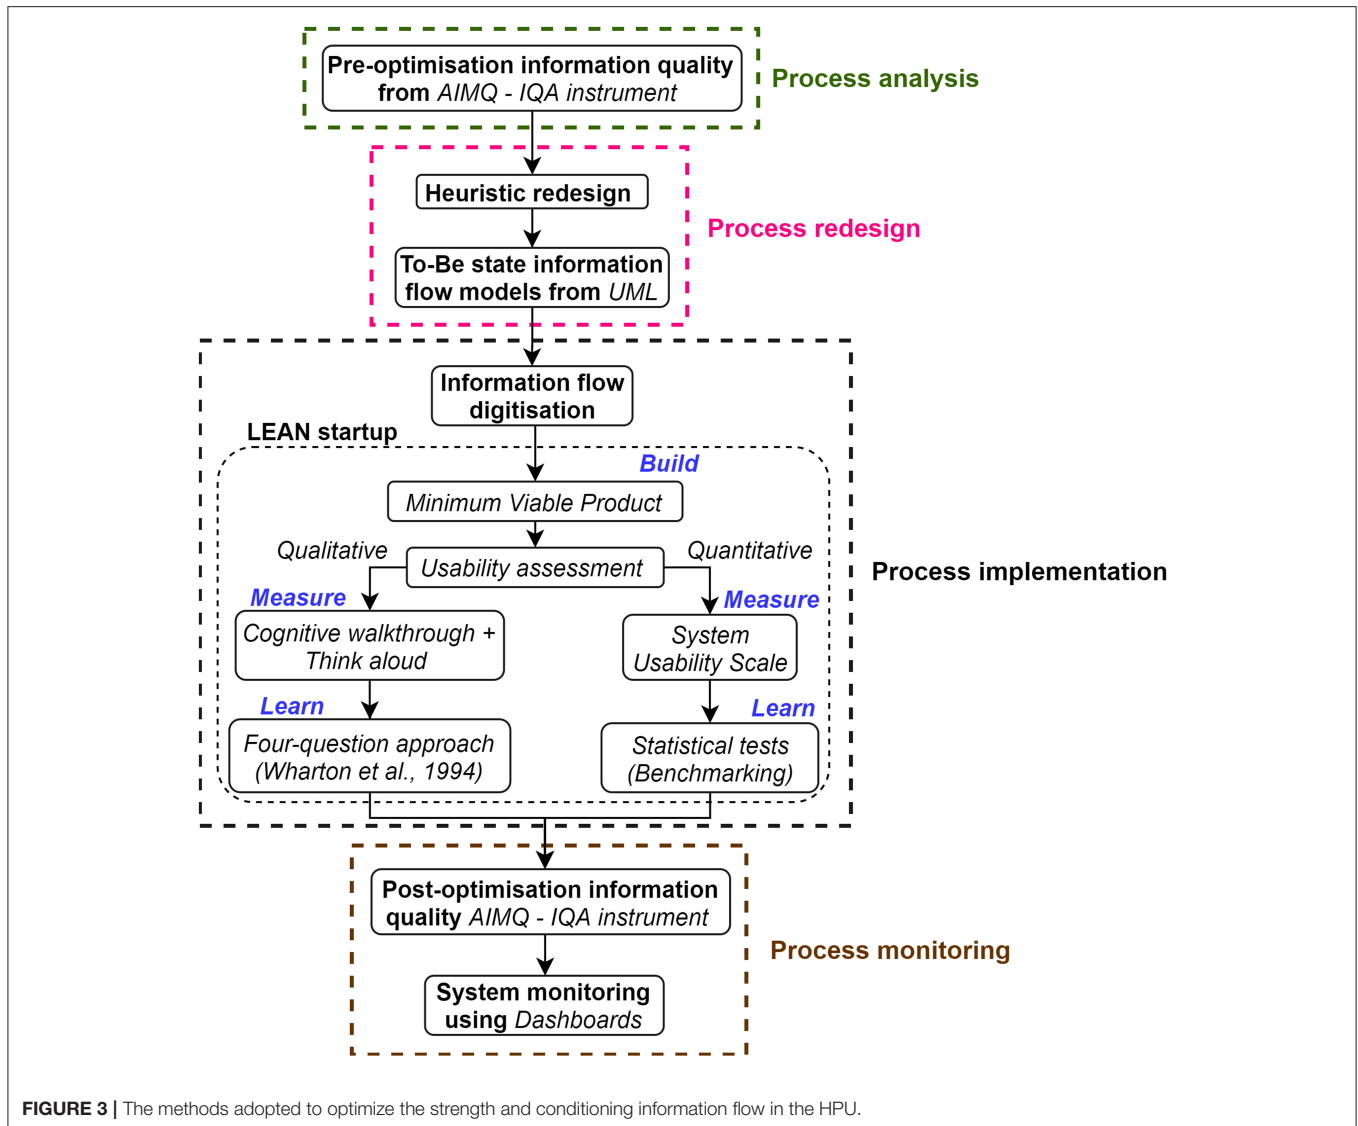 Pre-optimisation information quality
from AIMQ - IQA instrument
Process analysis
Heuristic redesign
Process redesign
To-Be state information
flow models from UML
Information flow
digitisation
LEAN startup
Build
Minimum Viable Product
Qualitative
Quantitative
Usability assessment
Process implementation
Measure
Measure
Cognitive walkthrough +
Think aloud
System
Usability Scale
Learn
Learn
Four-question approach
(Wharton et al., 1994)
Statistical tests
(Benchmarking)
Post-optimisation information
quality AIMQ - IQA instrument
Process monitoring
System monitoring
using Dashboards
FIGURE 3 | The methods adopted to optimize the strength and conditioning information flow in the HPU.